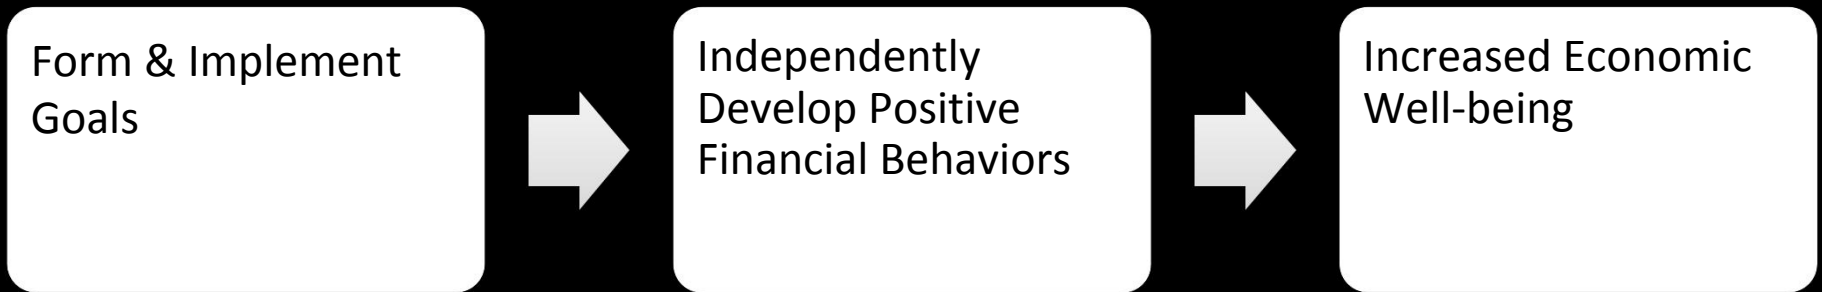 Form & Implement
Goals
Independently
Develop Positive
Financial Behaviors
Increased Economic
Well-being